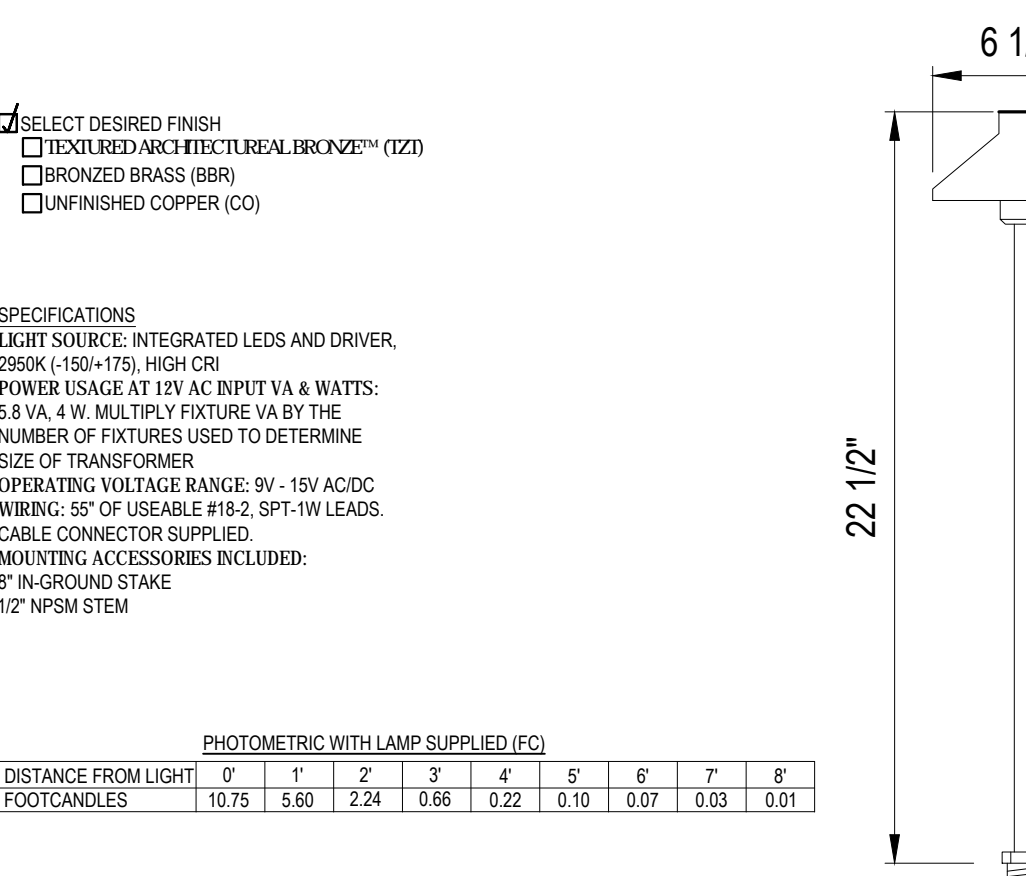 6 1/
SELECT DESIRED FINISH
TEXTURED ARCHITECTUREAL BRONZE™ (TZT)
BRONZED BRASS (BBR)
UNFINISHED COPPER (CO)
SPECIFICATIONS
LIGHT SOURCE: INTEGRATED LEDS AND DRIVER,
2950K (-150/+175), HIGH CRI
POWER USAGE AT 12V AC INPUT VA & WATTS:
5.8 VA, 4 W. MULTIPLY FIXTURE VA BY THE
NUMBER OF FIXTURES USED TO DETERMINE
SIZE OF TRANSFORMER
OPERATING VOLTAGE RANGE: 9V - 15V AC/DC
WIRING: 55" OF USEABLE #18-2, SPT-1W LEADS.
CABLE CONNECTOR SUPPLIED.
MOUNTING ACCESSORIES INCLUDED:
8" IN-GROUND STAKE
1/2" NPSM STEM
22 1/2"
PHOTOMETRIC WITH LAMP SUPPLIED (FC)
DISTANCE FROM LIGHT 0' 1' 2' 3' 4' 5' 6' 7' 8'
FOOTCANDLES 10.75 5.60 2.24 0.66 0.22 0.10 0.07 0.03 0.01